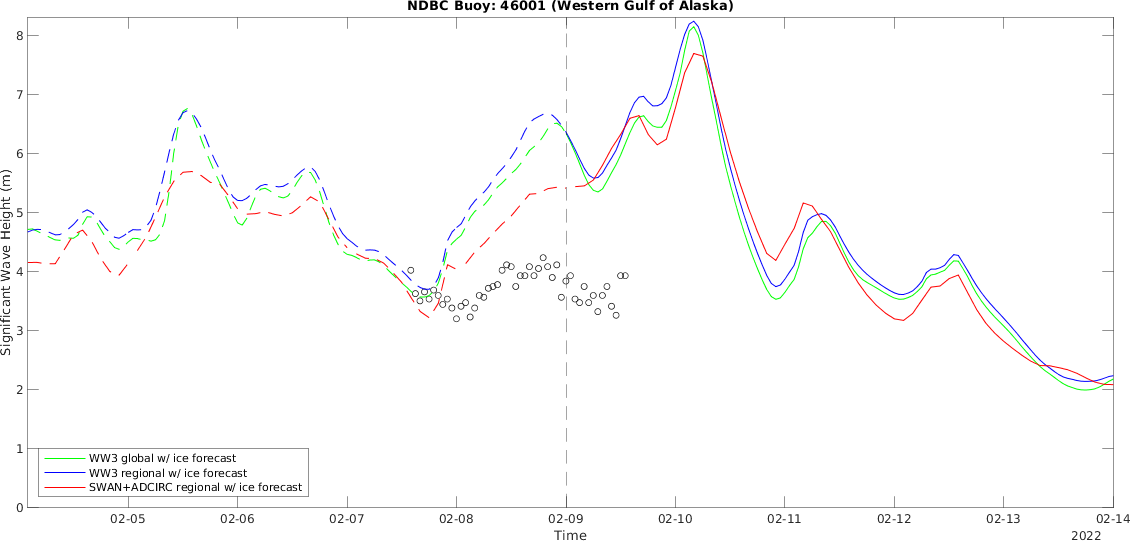 NDBC Buoy: 46001 (Western Gulf of Alaska)
Significant Wave Height (m)
8
7
6
5
4
3
2
1
0
WW3 global w/ ice forecast
WW3 regional w/ ice forecast
SWAN+ADCIRC regional w/ ice forecast
02-05 02-06 02-07 02-08 02-09 02-10 02-11 02-12 02-13 02-14
Time
2022